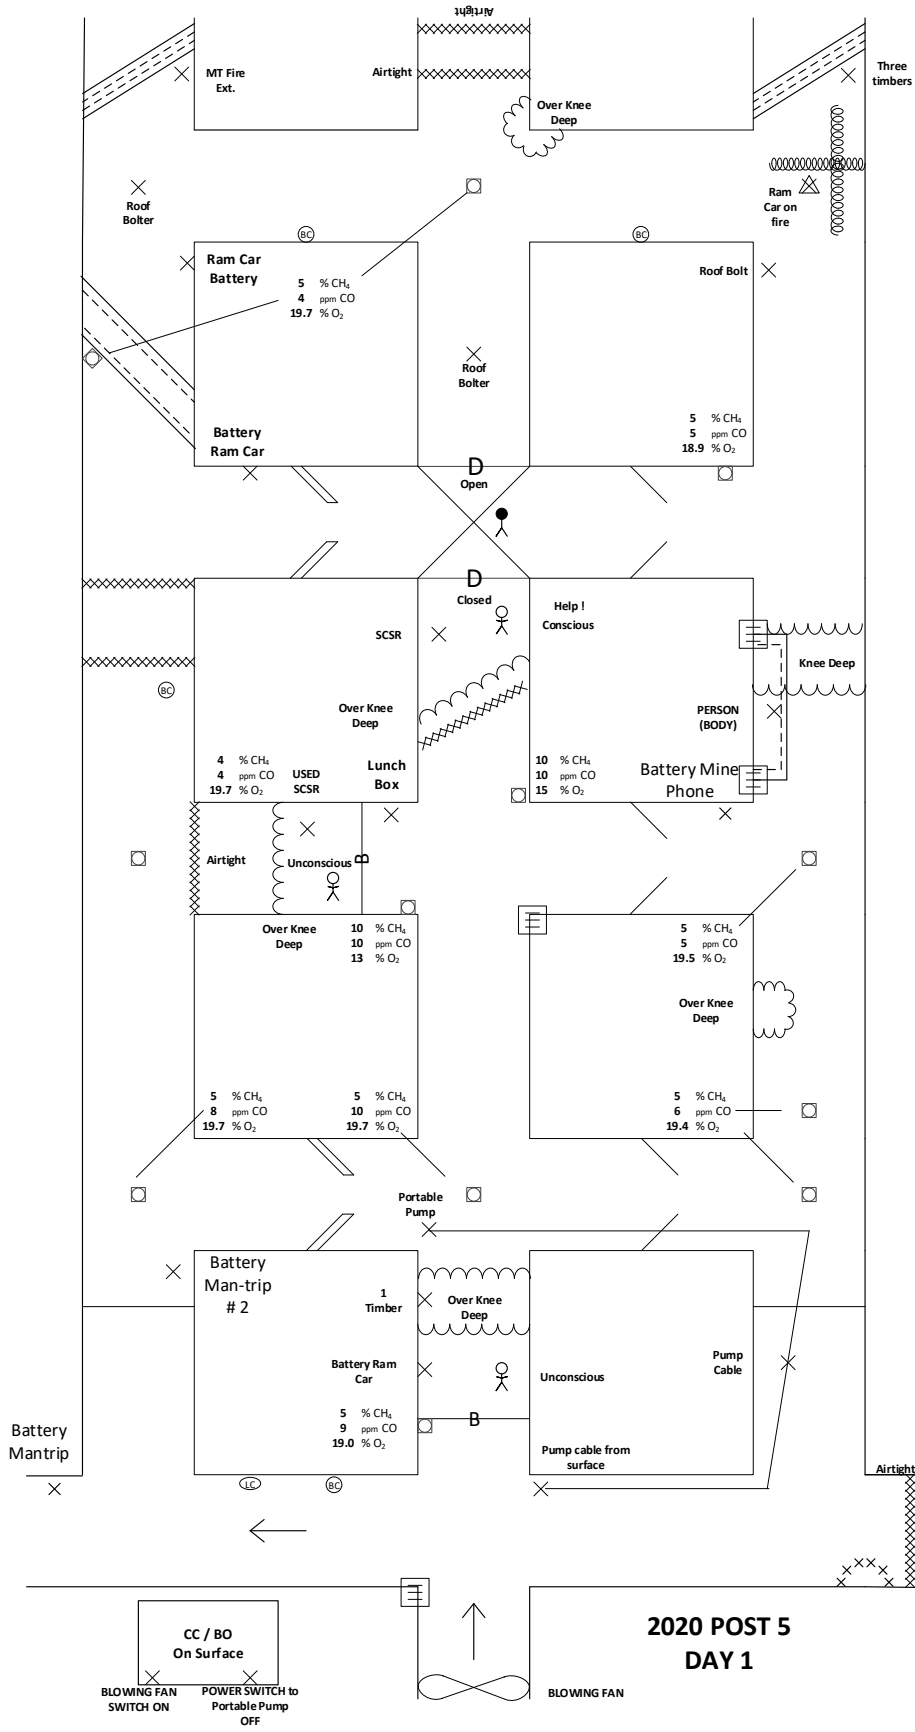 Airtight
MT Fire
Ext.
Airtight
Over Knee
Deep
Three
timbers
Roof
Bolter
Ram
Car on
fire
BC
BC
Ram Car
Battery
5 % CH₄
4 ppm CO
19.7 % O₂
Roof Bolt
Roof
Bolter
Battery
Ram Car
5 % CH₄
5 ppm CO
18.9 % O₂
D
Open
D
Closed
Help !
Conscious
SCSR
Knee Deep
BC
Over Knee
Deep
PERSON
(BODY)
4 % CH₄
4 ppm CO
19.7 % O₂
USED
SCSR
Lunch
Box
10 % CH₄
10 ppm CO
15 % O₂
Battery Mine
Phone
Airtight
Unconscious
B
Over Knee
Deep
10 % CH₄
10 ppm CO
13 % O₂
5 % CH₄
5 ppm CO
19.5 % O₂
Over Knee
Deep
5 % CH₄
8 ppm CO
19.7 % O₂
5 % CH₄
10 ppm CO
19.7 % O₂
5 % CH₄
6 ppm CO
19.4 % O₂
Portable
Pump
Battery
Man-trip
# 2
1
Timber
Over Knee
Deep
Battery Ram
Car
Unconscious
Pump
Cable
5 % CH₄
9 ppm CO
19.0 % O₂
B
Battery
Mantrip
Pump cable from
surface
Airtight
LC
BC
CC / BO
On Surface
2020 POST 5
DAY 1
BLOWING FAN
SWITCH ON
POWER SWITCH to
Portable Pump
OFF
BLOWING FAN